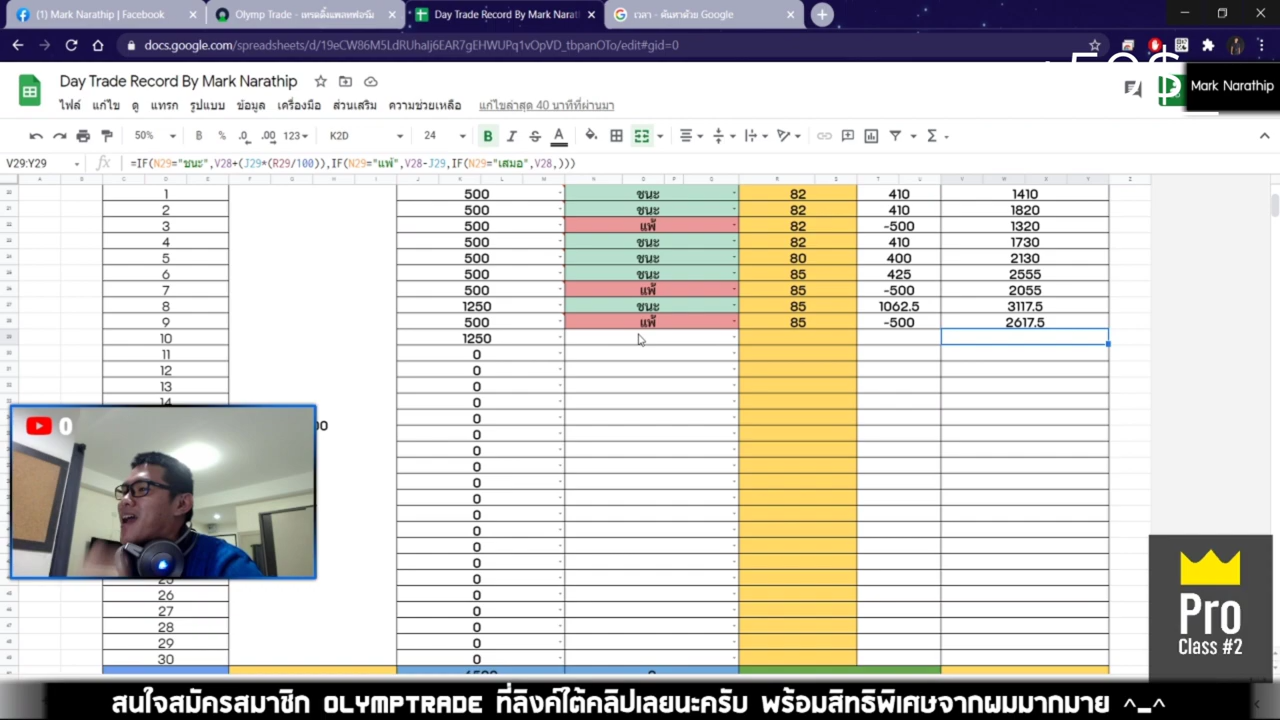 (1) Mark Narathip | Facebook
Olymp Trade - เทรดดิ้งแพลตฟอร์ม
Day Trade Record By Mark Narat
เวลา - ค้นหาด้วย Google
docs.google.com/spreadsheets/d/19eCW86M5LdRUhaIj6EAR7gEHWUPq1vOpVD_tbpanOTo/edit#gid=0
Day Trade Record By Mark Narathip
$
Mark Narathip
ไฟล์ แก้ไข ดู แทรก รูปแบบ ข้อมูล เครื่องมือ ส่วนเสริม ความช่วยเหลือ แก้ไขล่าสุด 40 นาทีที่ผ่านมา
50% B % .0 .00 123 K2D 24 B I S A Σ
V29:Y29 fx =IF(N29="ชนะ",V28+(J29*(R29/100)),IF(N29="แพ้",V28-J29,IF(N29="เสมอ",V28,)))
1 500 ชนะ 82 410 1410
2 500 ชนะ 82 410 1820
3 500 แพ้ 82 -500 1320
4 500 ชนะ 82 410 1730
5 500 ชนะ 80 400 2130
6 500 ชนะ 85 425 2555
7 500 แพ้ 85 -500 2055
8 1250 ชนะ 85 1062.5 3117.5
9 500 แพ้ 85 -500 2617.5
10 1250
11 0
12 0
13 0
14 0
00 0
0
0
0
0
0
0
0
0
0
25 0
26 0
27 0
28 0
29 0
30 0
0
Pro
Class #2
สนใจสมัครสมาชิก OLYMPTRADE ที่ลิงค์ใต้คลิปเลยนะครับ พร้อมสิทธิพิเศษจากผมมากมาย ^_^